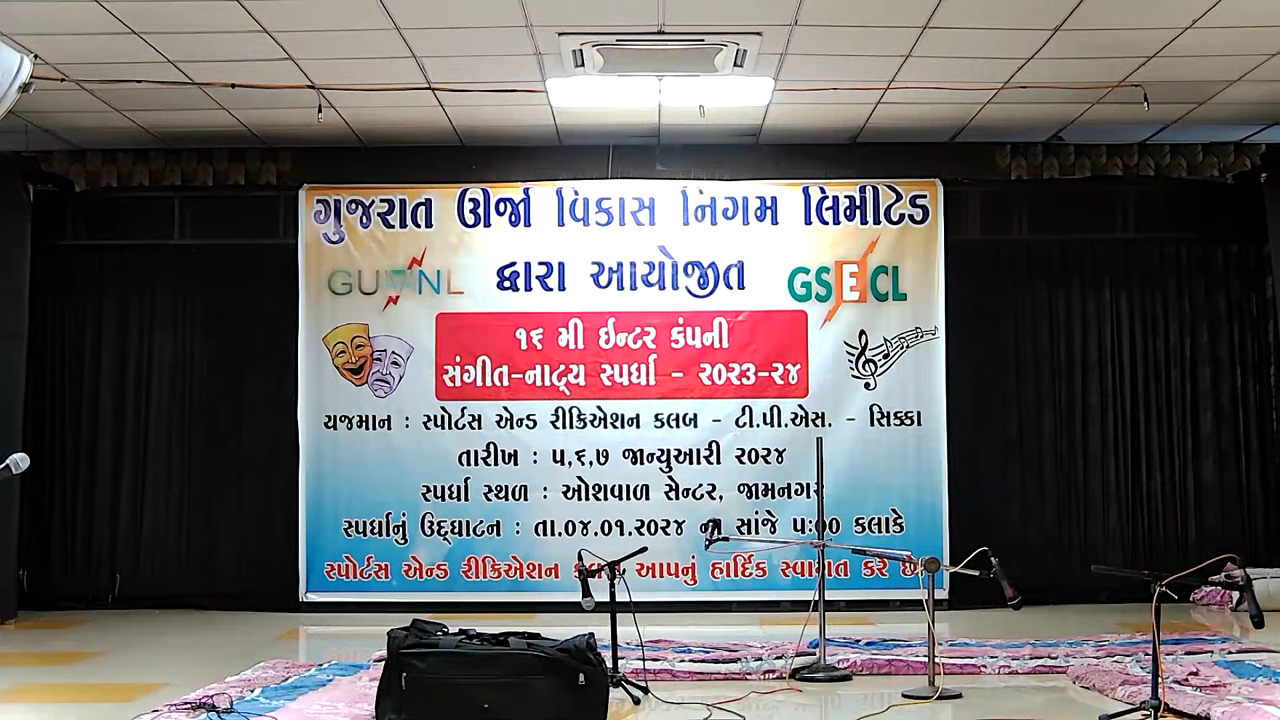 ગુજરાત ઊર્જા વિકાસ નિગમ લિમીટેડ
GUVNL દ્વારા આયોજીત GSECL
૧૬ મી ઈન્ટર કંપની
સંગીત-નાટ્ય સ્પર્ધા - ૨૦૨૩-૨૪
યજમાન : સ્પોર્ટસ એન્ડ રીક્રિએશન કલબ - ટી.પી.એસ. - સિક્કા
તારીખ : ૫,૬,૭ જાન્યુઆરી ૨૦૨૪
સ્પર્ધા સ્થળ : ઓશવાળ સેન્ટર, જામનગર
સ્પર્ધાનું ઉદ્ઘાટન : તા.૦૪.૦૧.૨૦૨૪ ના સાંજે ૫:૦૦ કલાકે
સ્પોર્ટસ એન્ડ રીક્રિએશન કલબ આપનું હાર્દિક સ્વાગત કરે છે